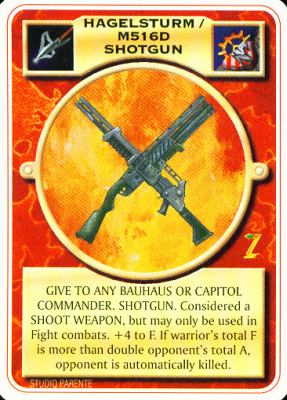 HAGELSTURM /
M516D
SHOTGUN
7
GIVE TO ANY BAUHAUS OR CAPITOL
COMMANDER. SHOTGUN. Considered a
SHOOT WEAPON, but may only be used in
Fight combats. +4 to F. If warrior's total F
is more than double opponent's total A,
opponent is automatically killed.
STUDIO PARENTE